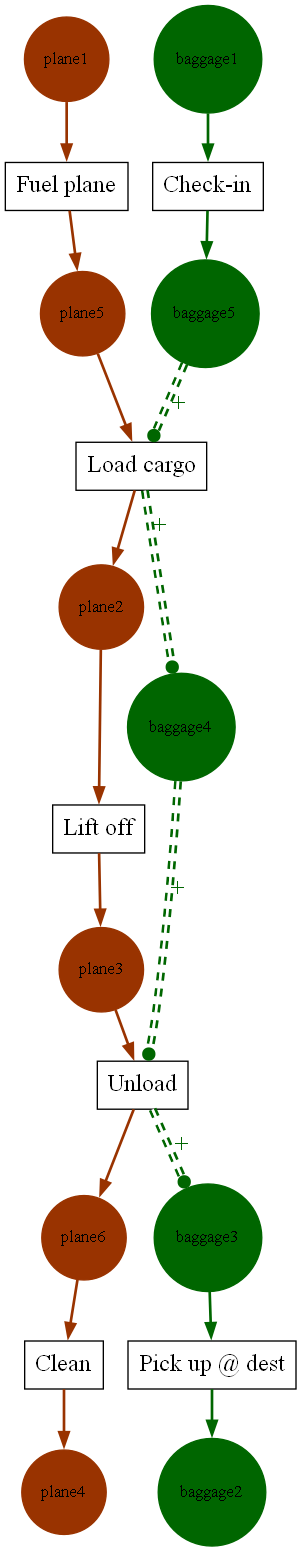 plane1
baggage1
Fuel plane
Check-in
plane5
baggage5
+
Load cargo
+
plane2
baggage4
Lift off
+
plane3
Unload
+
plane6
baggage3
Clean
Pick up @ dest
plane4
baggage2